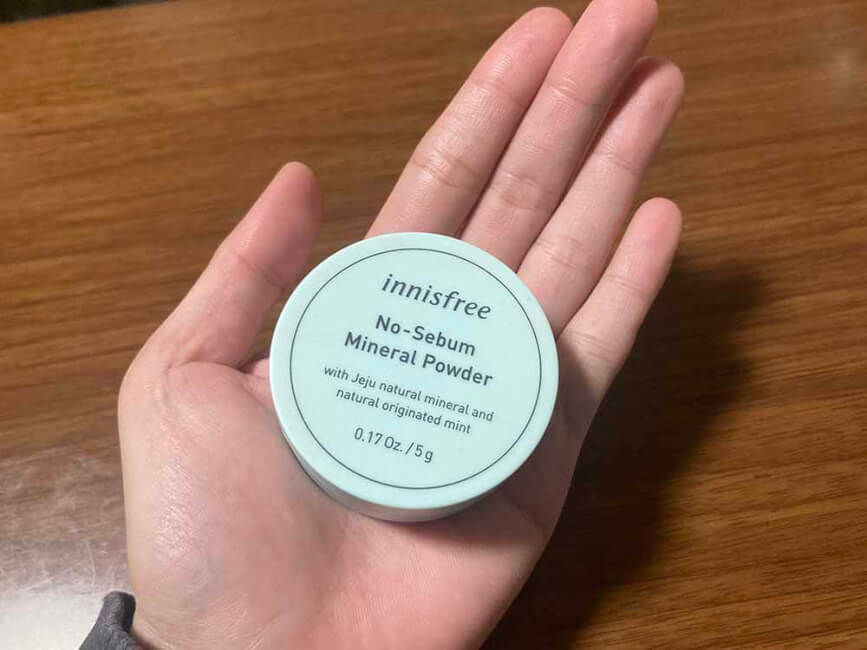 innisfree
No-Sebum
Mineral Powder
with Jeju natural mineral and
natural originated mint
0.17 Oz. / 5 g